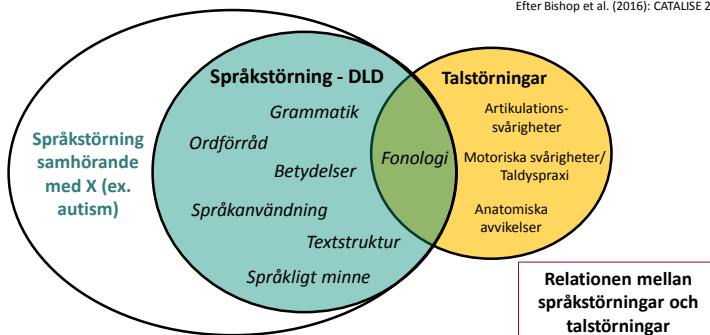 Efter Bishop et al. (2016): CATALISE 2
Språkstörning - DLD
Talstörningar
Grammatik
Artikulations-
svårigheter
Språkstörning
samhörande
med X (ex.
autism)
Ordförråd
Betydelser
Fonologi
Motoriska svårigheter/
Taldyspraxi
Språkanvändning
Anatomiska
avvikelser
Textstruktur
Språkligt minne
Relationen mellan
språkstörningar och
talstörningar